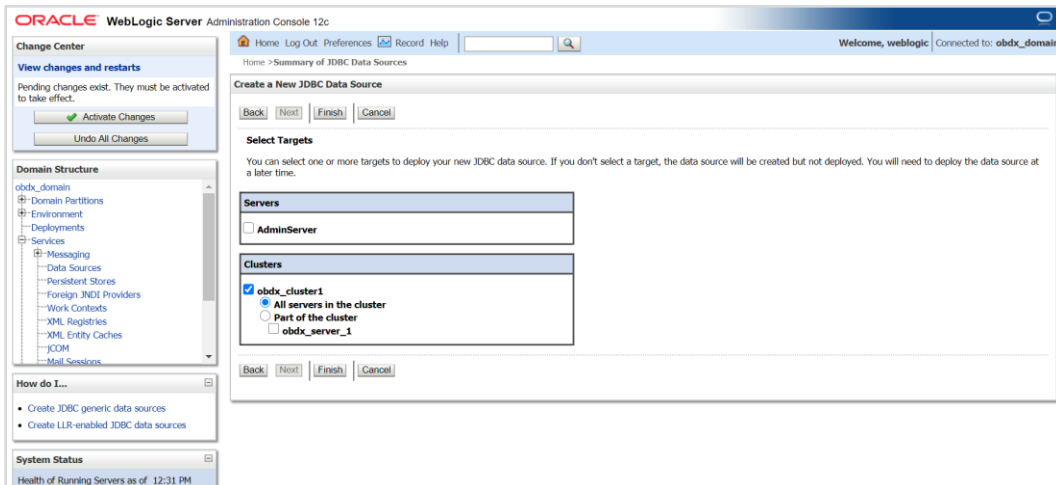 ORACLE WebLogic Server Administration Console 12c
Change Center
View changes and restarts
Pending changes exist. They must be activated
to take effect.
Activate Changes
Undo All Changes
Domain Structure
obdx_domain
Domain Partitions
Environment
Deployments
Services
Messaging
Data Sources
Persistent Stores
Foreign JNDI Providers
Work Contexts
XML Registries
XML Entity Caches
jCOM
Mail Sessions
How do I...
Create JDBC generic data sources
Create LLR-enabled JDBC data sources
System Status
Health of Running Servers as of 12:31 PM
Home Log Out Preferences Record Help
Welcome, weblogic Connected to: obdx_domain
Home >Summary of JDBC Data Sources
Create a New JDBC Data Source
Back Next Finish Cancel
Select Targets
You can select one or more targets to deploy your new JDBC data source. If you don't select a target, the data source will be created but not deployed. You will need to deploy the data source at
a later time.
Servers
AdminServer
Clusters
obdx_cluster1
All servers in the cluster
Part of the cluster
obdx_server_1
Back Next Finish Cancel